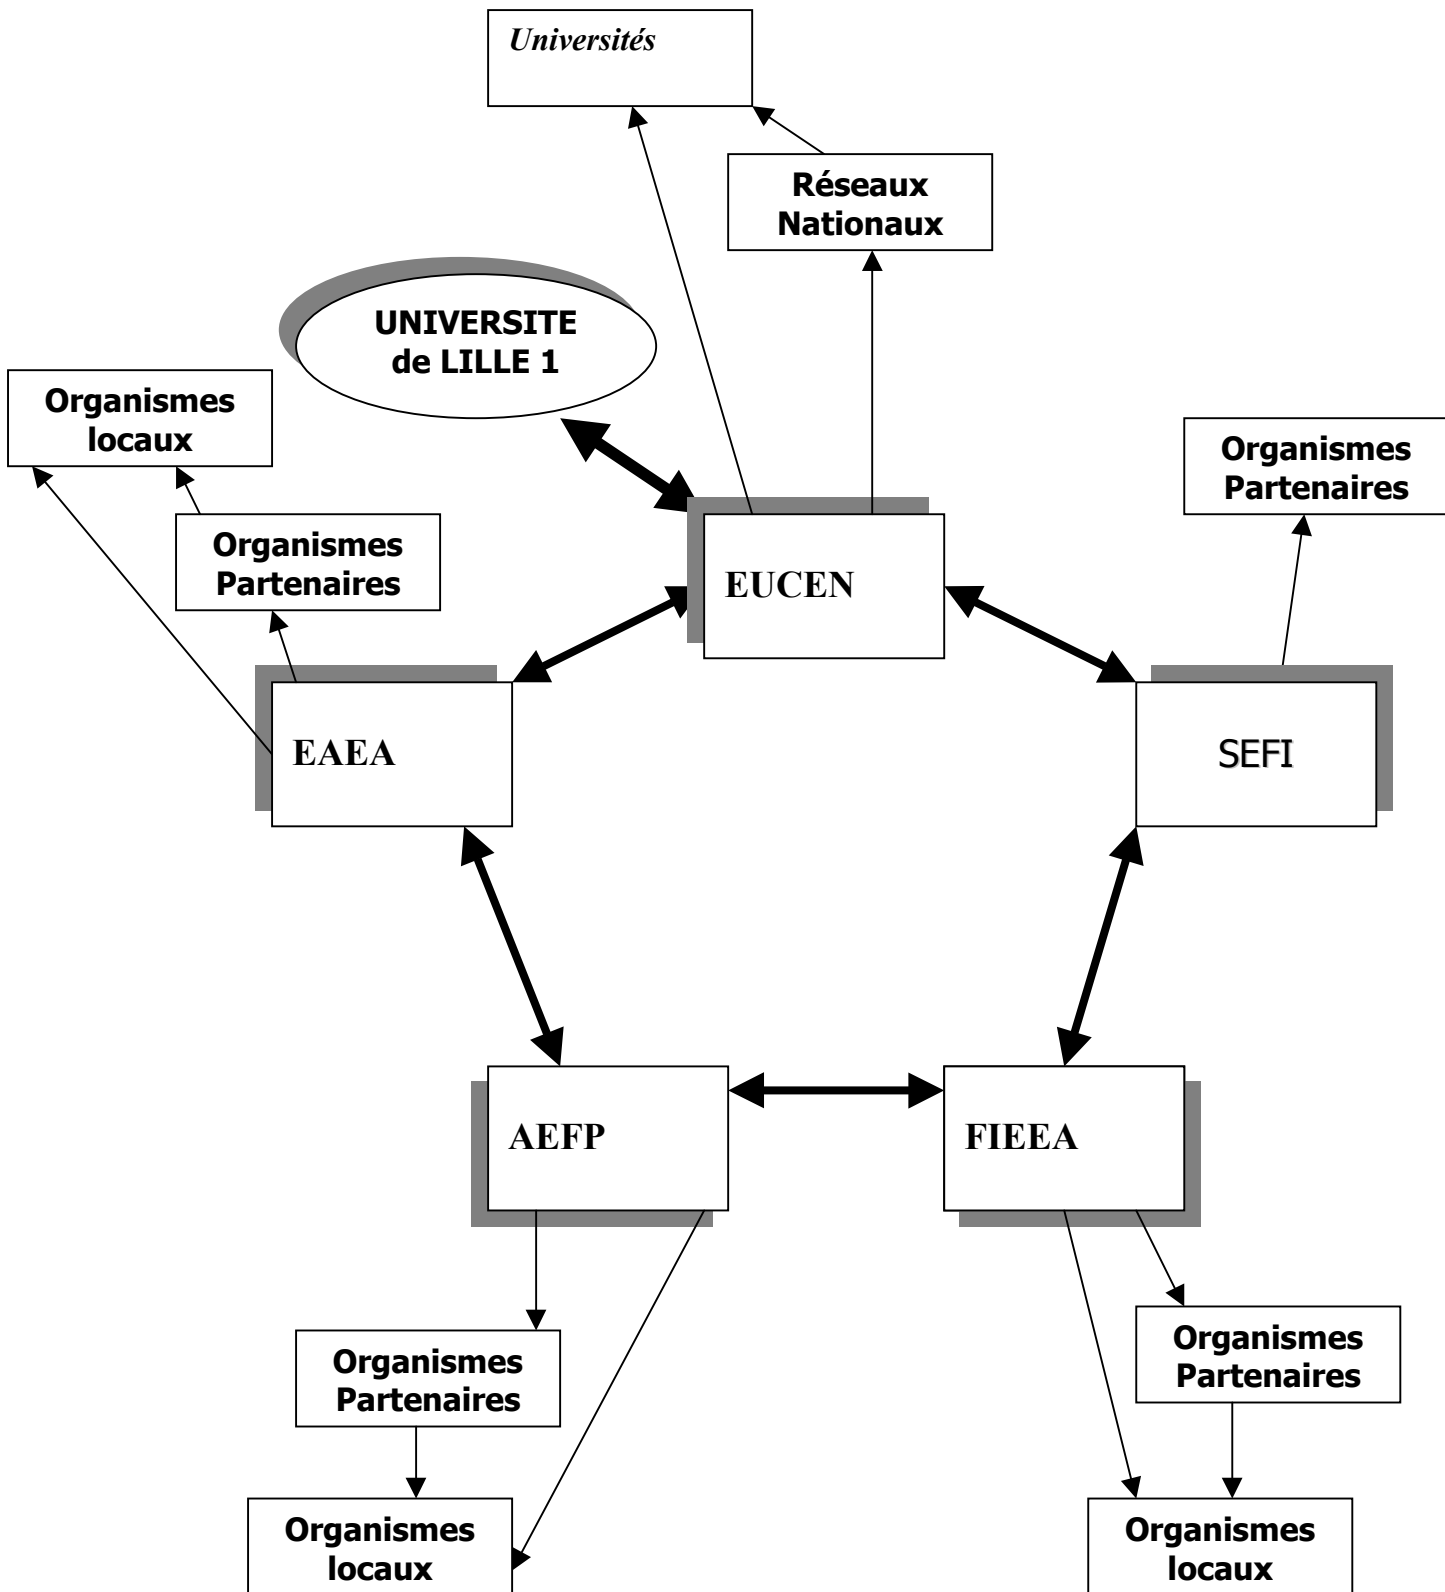 Universités
Réseaux
Nationaux
UNIVERSITE
de LILLE 1
Organismes
locaux
Organismes
Partenaires
Organismes
Partenaires
EUCEN
EAEA
SEFI
AEFP
FIEEA
Organismes
Partenaires
Organismes
Partenaires
Organismes
locaux
Organismes
locaux